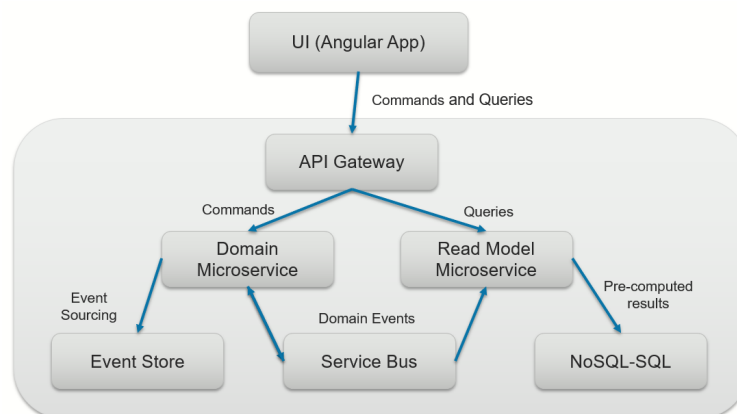 UI (Angular App)
Commands and Queries
API Gateway
Commands
Queries
Domain
Microservice
Read Model
Microservice
Event
Sourcing
Domain Events
Pre-computed
results
Event Store
Service Bus
NoSQL-SQL